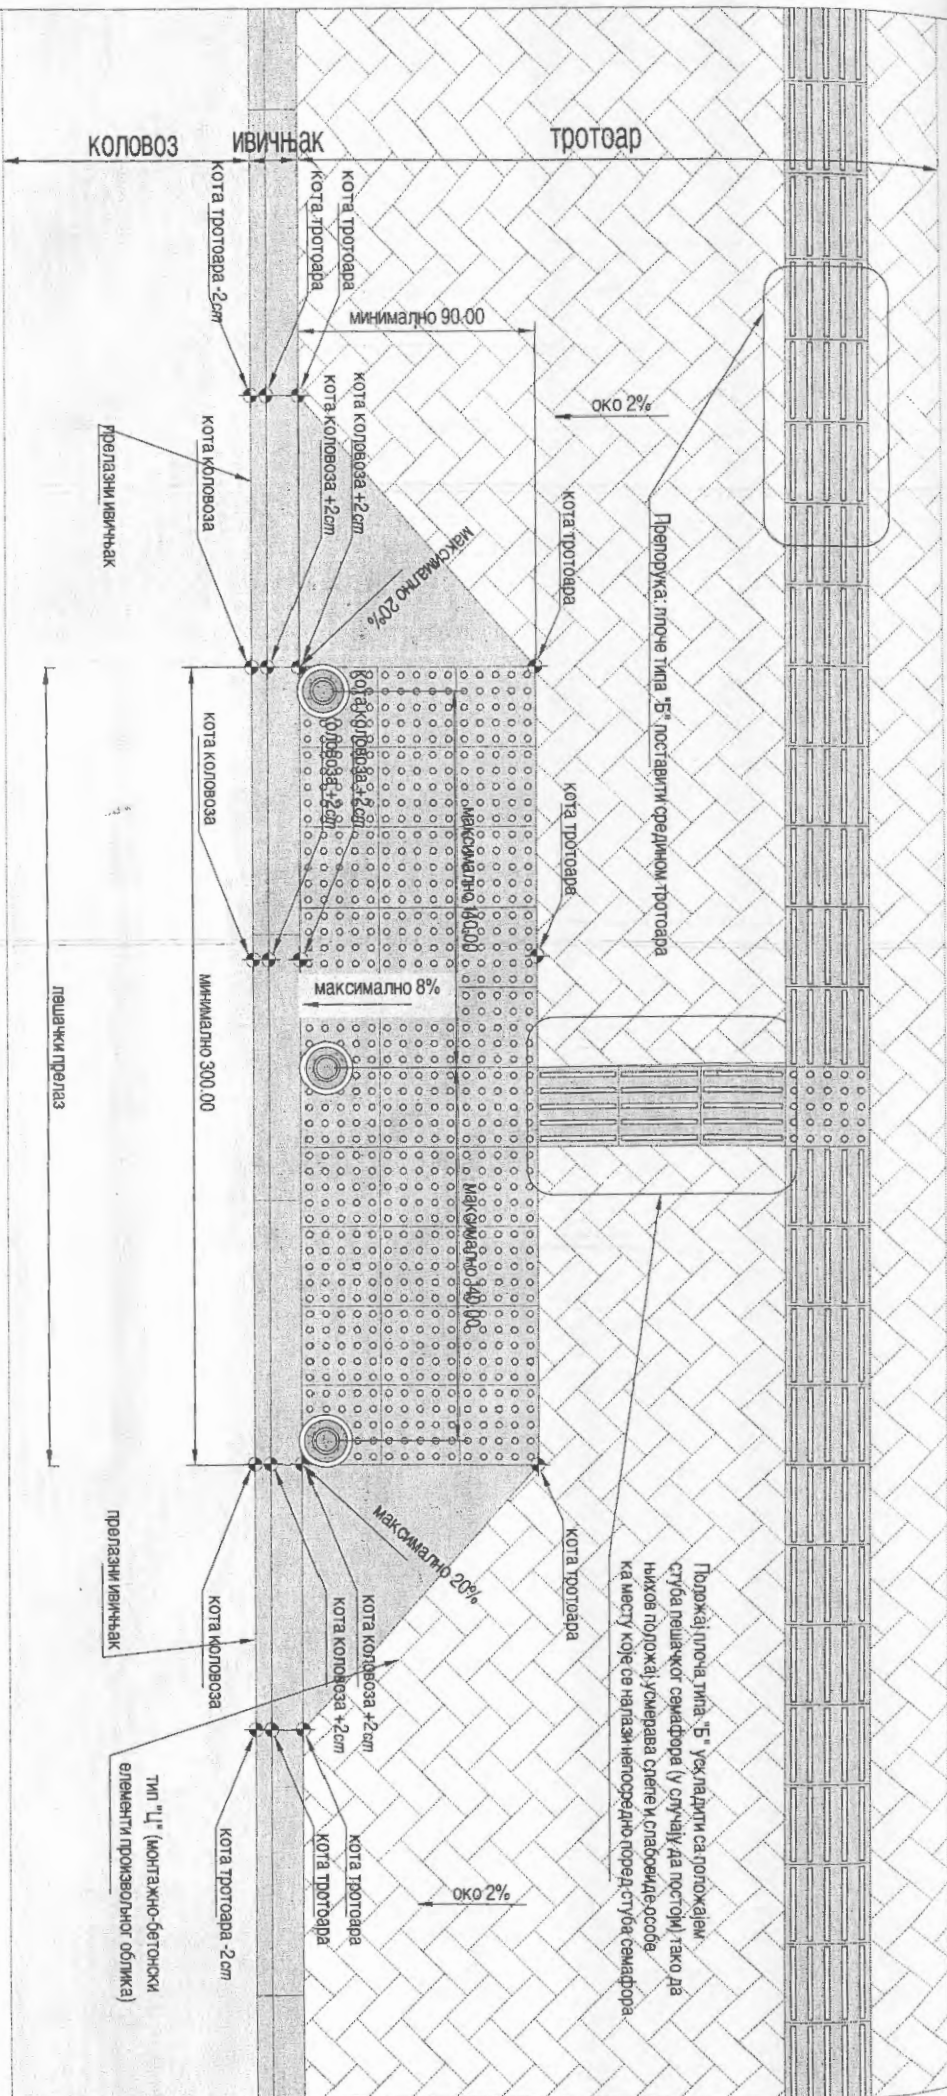 КОЛОВОЗ
ИВИЧЊАК
ТРОТОАР
кота тротоара -2cm
кота тротоара
кота тротоара
минимално 90.00
око 2%
прелазни ивичњак
кота коловоза
кота коловоза +2cm
кота коловоза +2cm
максимално 20%
кота тротоара
Препорука: плоче типа "Б" поставити средином тротоара
кота коловоза
коловоза +2cm
кота коловоза +2cm
максимално 140.00
кота тротоара
пешачки прелаз
минимално 300.00
максимално 8%
максимално 140.00
Положај плоча типа "Б" ускладити са положајем
стуба пешачког семафора (у случају да постоји) тако да
њихов положај усмерава слепе и слабовиде особе
ка месту које се налази непосредно поред стуба семафора
прелазни ивичњак
кота коловоза
кота коловоза +2cm
кота коловоза +2cm
максимално 20%
кота тротоара
тип "Ц" (монтажно-бетонски
елементи произвољног облика)
кота тротоара -2cm
кота тротоара
кота тротоара
око 2%